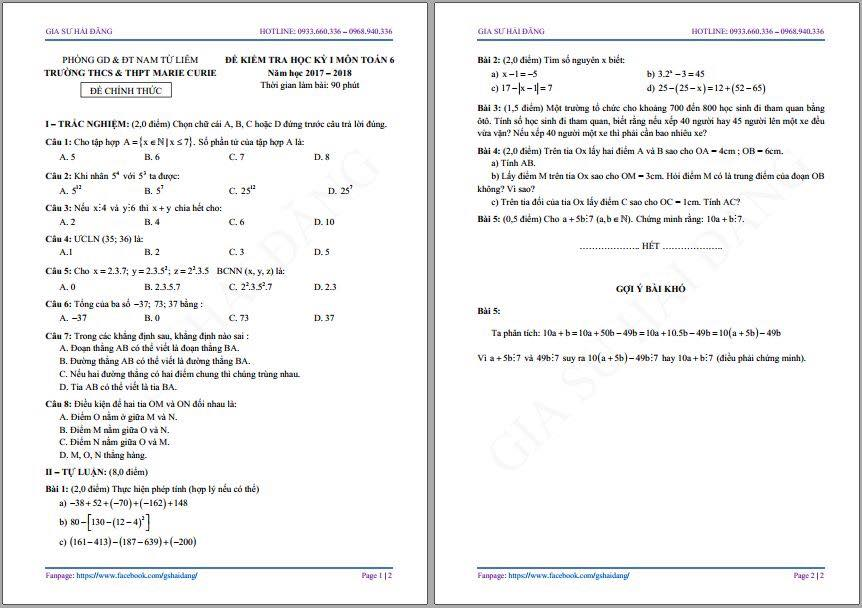 GIA SƯ HẢI ĐĂNG HOTLINE: 0933.660.336 – 0968.940.336
PHÒNG GD & ĐT NAM TỪ LIÊM ĐỀ KIỂM TRA HỌC KỲ I MÔN TOÁN 6
TRƯỜNG THCS & THPT MARIE CURIE Năm học 2017 – 2018
ĐỀ CHÍNH THỨC Thời gian làm bài: 90 phút
I – TRẮC NGHIỆM: (2,0 điểm) Chọn chữ cái A, B, C hoặc D đứng trước câu trả lời đúng.
Câu 1: Cho tập hợp A = {x ∈ ℕ | x ≤ 7}. Số phần tử của tập hợp A là:
A. 5 B. 6 C. 7 D. 8
Câu 2: Khi nhân 5⁴ với 5³ ta được:
A. 5¹² B. 5⁷ C. 25¹² D. 25⁷
Câu 3: Nếu x⋮4 và y⋮6 thì x + y chia hết cho:
A. 2 B. 4 C. 6 D. 10
Câu 4: ƯCLN (35; 36) là:
A.1 B. 2 C. 3 D. 5
Câu 5: Cho x = 2.3.7; y = 2.3.5²; z = 2².3.5 BCNN (x, y, z) là:
A. 0 B. 2.3.5.7 C. 2².3.5².7 D. 2.3
Câu 6: Tổng của ba số −37; 73; 37 bằng :
A. −37 B. 0 C. 73 D. 37
Câu 7: Trong các khẳng định sau, khẳng định nào sai :
A. Đoạn thẳng AB có thể viết là đoạn thẳng BA.
B. Đường thẳng AB có thể viết là đường thẳng BA.
C. Nếu hai đường thẳng có hai điểm chung thì chúng trùng nhau.
D. Tia AB có thể viết là tia BA.
Câu 8: Điều kiện để hai tia OM và ON đối nhau là:
A. Điểm O nằm ở giữa M và N.
B. Điểm M nằm giữa O và N.
C. Điểm N nằm giữa O và M.
D. M, O, N thẳng hàng.
II – TỰ LUẬN: (8,0 điểm)
Bài 1: (2,0 điểm) Thực hiện phép tính (hợp lý nếu có thể)
a) −38 + 52 + (−70) + (−162) + 148
b) 80 − [130 − (12 − 4)²]
c) (161 − 413) − (187 − 639) + (−200)
Fanpage: https://www.facebook.com/gshaidang/ Page 1 | 2
GIA SƯ HẢI ĐĂNG HOTLINE: 0933.660.336 – 0968.940.336
Bài 2: (2,0 điểm) Tìm số nguyên x biết:
a) x − 1 = −5 b) 3.2ˣ − 3 = 45
c) 17 − |x − 1| = 7 d) 25 − (25 − x) = 12 + (52 − 65)
Bài 3: (1,5 điểm) Một trường tổ chức cho khoảng 700 đến 800 học sinh đi tham quan bằng
ôtô. Tính số học sinh đi tham quan, biết rằng nếu xếp 40 người hay 45 người lên một xe đều
vừa vặn? Nếu xếp 40 người một xe thì phải cần bao nhiêu xe?
Bài 4: (2,0 điểm) Trên tia Ox lấy hai điểm A và B sao cho OA = 4cm ; OB = 6cm.
a) Tính AB.
b) Lấy điểm M trên tia Ox sao cho OM = 3cm. Hỏi điểm M có là trung điểm của đoạn OB
không? Vì sao?
c) Trên tia đối của tia Ox lấy điểm C sao cho OC = 1cm. Tính AC?
Bài 5: (0,5 điểm) Cho a + 5b⋮7 (a, b ∈ ℕ). Chứng minh rằng: 10a + b⋮7.
.................... HẾT ....................
GỢI Ý BÀI KHÓ
Bài 5:
Ta phân tích: 10a + b = 10a + 50b − 49b = 10a + 10.5b − 49b = 10(a + 5b) − 49b
Vì a + 5b⋮7 và 49b⋮7 suy ra 10(a + 5b) − 49b⋮7 hay 10a + b⋮7 (điều phải chứng minh).
Fanpage: https://www.facebook.com/gshaidang/ Page 2 | 2
GIA SƯ HẢI ĐĂNG
GIA SƯ HẢI ĐĂNG